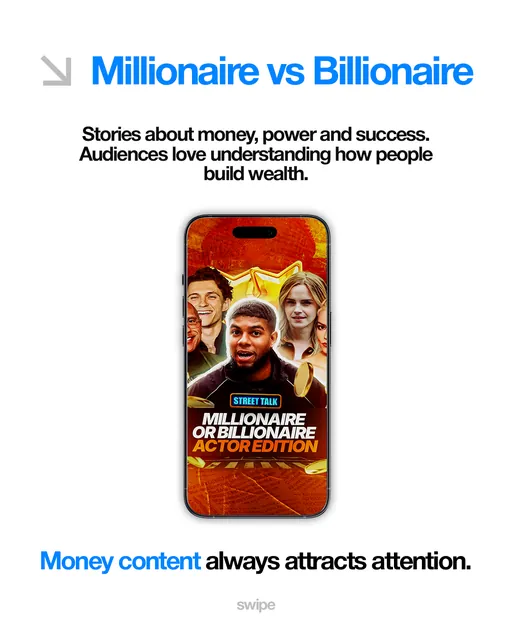 Millionaire vs Billionaire
Stories about money, power and success.
Audiences love understanding how people
build wealth.
STREET TALK
MILLIONAIRE
OR BILLIONAIRE
ACTOR EDITION
Money content always attracts attention.
swipe